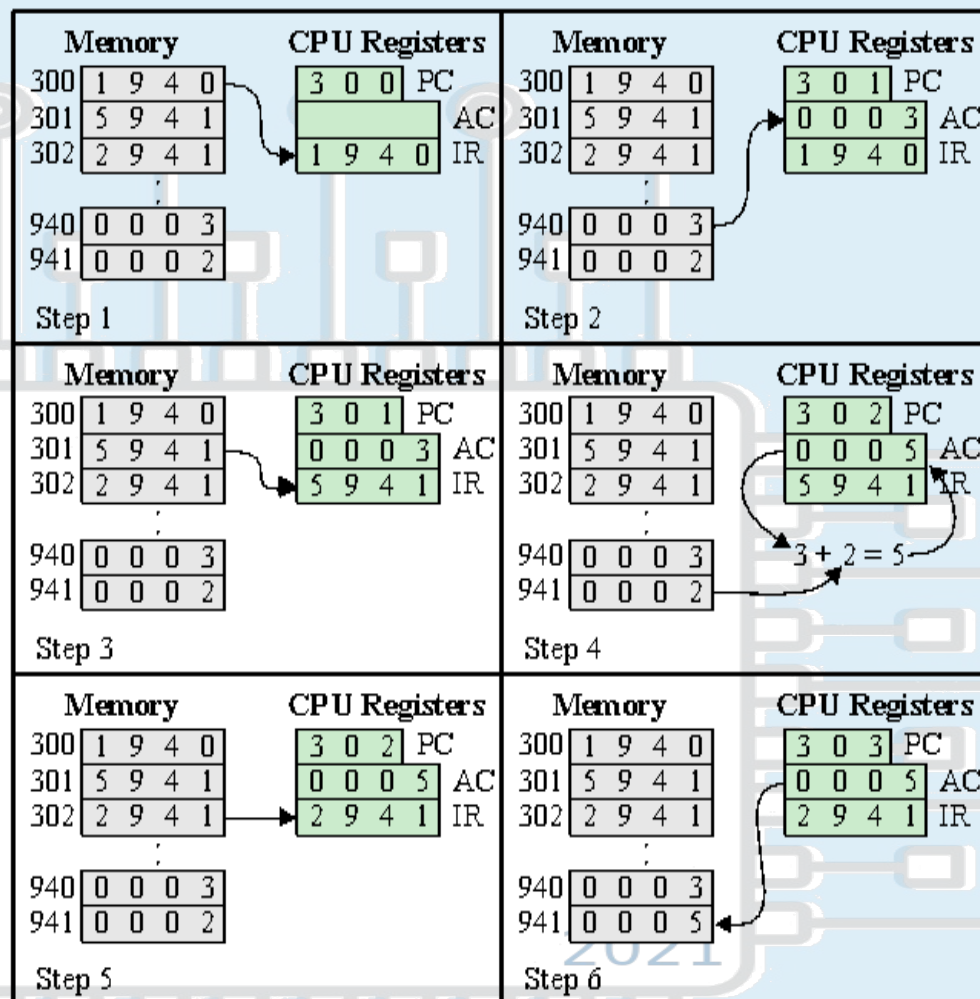 Memory CPU Registers
300 1 9 4 0 3 0 0 PC
301 5 9 4 1 AC
302 2 9 4 1 1 9 4 0 IR
940 0 0 0 3
941 0 0 0 2
Step 1
Memory CPU Registers
300 1 9 4 0 3 0 1 PC
301 5 9 4 1 0 0 0 3 AC
302 2 9 4 1 1 9 4 0 IR
940 0 0 0 3
941 0 0 0 2
Step 2
Memory CPU Registers
300 1 9 4 0 3 0 1 PC
301 5 9 4 1 0 0 0 3 AC
302 2 9 4 1 5 9 4 1 IR
940 0 0 0 3
941 0 0 0 2
Step 3
Memory CPU Registers
300 1 9 4 0 3 0 2 PC
301 5 9 4 1 0 0 0 5 AC
302 2 9 4 1 5 9 4 1 IR
940 0 0 0 3 3 + 2 = 5
941 0 0 0 2
Step 4
Memory CPU Registers
300 1 9 4 0 3 0 2 PC
301 5 9 4 1 0 0 0 5 AC
302 2 9 4 1 2 9 4 1 IR
940 0 0 0 3
941 0 0 0 2
Step 5
Memory CPU Registers
300 1 9 4 0 3 0 3 PC
301 5 9 4 1 0 0 0 5 AC
302 2 9 4 1 2 9 4 1 IR
940 0 0 0 3
941 0 0 0 5
2021
Step 6